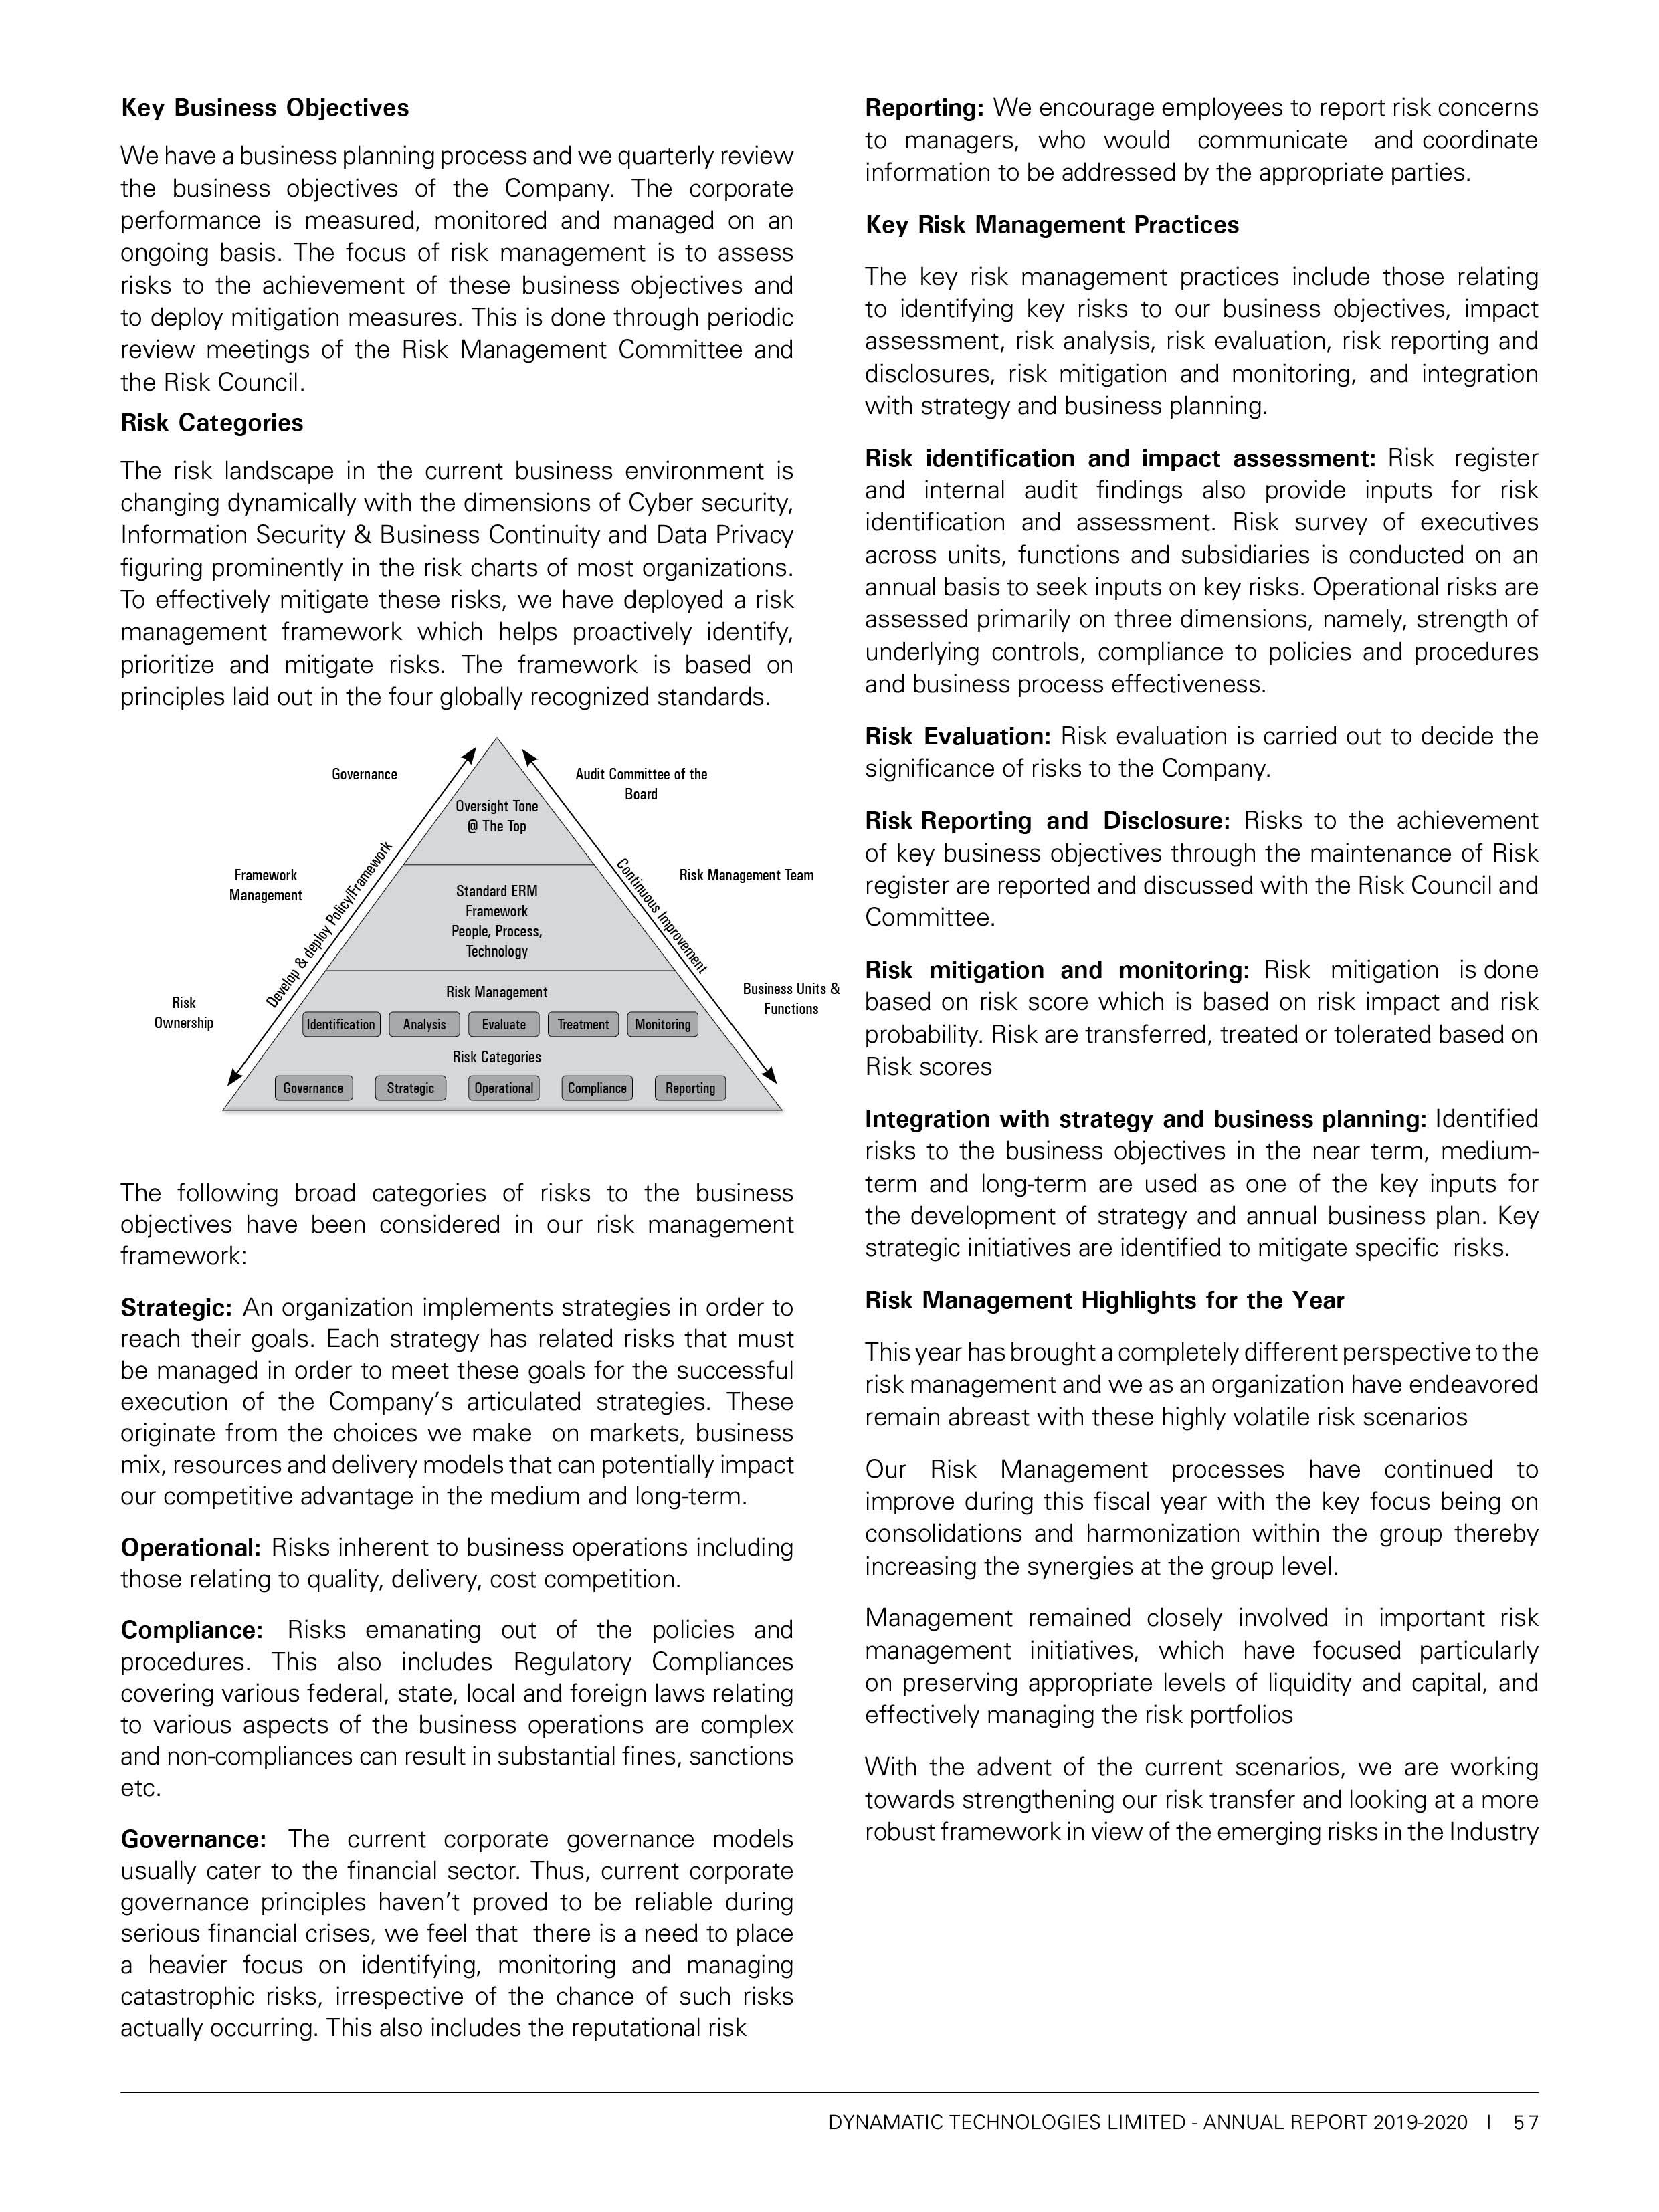 Key Business Objectives
We have a business planning process and we quarterly review
the business objectives of the Company. The corporate
performance is measured, monitored and managed on an
ongoing basis. The focus of risk management is to assess
risks to the achievement of these business objectives and
to deploy mitigation measures. This is done through periodic
review meetings of the Risk Management Committee and
the Risk Council.
Risk Categories
The risk landscape in the current business environment is
changing dynamically with the dimensions of Cyber security,
Information Security & Business Continuity and Data Privacy
figuring prominently in the risk charts of most organizations.
To effectively mitigate these risks, we have deployed a risk
management framework which helps proactively identify,
prioritize and mitigate risks. The framework is based on
principles laid out in the four globally recognized standards.
Governance
Audit Committee of the
Board
Oversight Tone
@ The Top
Develop & deploy Policy/Framework
Continuous Improvement
Framework
Management
Risk Management Team
Standard ERM
Framework
People, Process,
Technology
Risk
Ownership
Business Units &
Functions
Risk Management
Identification Analysis Evaluate Treatment Monitoring
Risk Categories
Governance Strategic Operational Compliance Reporting
The following broad categories of risks to the business
objectives have been considered in our risk management
framework:
Strategic: An organization implements strategies in order to
reach their goals. Each strategy has related risks that must
be managed in order to meet these goals for the successful
execution of the Company's articulated strategies. These
originate from the choices we make on markets, business
mix, resources and delivery models that can potentially impact
our competitive advantage in the medium and long-term.
Operational: Risks inherent to business operations including
those relating to quality, delivery, cost competition.
Compliance: Risks emanating out of the policies and
procedures. This also includes Regulatory Compliances
covering various federal, state, local and foreign laws relating
to various aspects of the business operations are complex
and non-compliances can result in substantial fines, sanctions
etc.
Governance: The current corporate governance models
usually cater to the financial sector. Thus, current corporate
governance principles haven't proved to be reliable during
serious financial crises, we feel that there is a need to place
a heavier focus on identifying, monitoring and managing
catastrophic risks, irrespective of the chance of such risks
actually occurring. This also includes the reputational risk
Reporting: We encourage employees to report risk concerns
to managers, who would communicate and coordinate
information to be addressed by the appropriate parties.
Key Risk Management Practices
The key risk management practices include those relating
to identifying key risks to our business objectives, impact
assessment, risk analysis, risk evaluation, risk reporting and
disclosures, risk mitigation and monitoring, and integration
with strategy and business planning.
Risk identification and impact assessment: Risk register
and internal audit findings also provide inputs for risk
identification and assessment. Risk survey of executives
across units, functions and subsidiaries is conducted on an
annual basis to seek inputs on key risks. Operational risks are
assessed primarily on three dimensions, namely, strength of
underlying controls, compliance to policies and procedures
and business process effectiveness.
Risk Evaluation: Risk evaluation is carried out to decide the
significance of risks to the Company.
Risk Reporting and Disclosure: Risks to the achievement
of key business objectives through the maintenance of Risk
register are reported and discussed with the Risk Council and
Committee.
Risk mitigation and monitoring: Risk mitigation is done
based on risk score which is based on risk impact and risk
probability. Risk are transferred, treated or tolerated based on
Risk scores
Integration with strategy and business planning: Identified
risks to the business objectives in the near term, medium-
term and long-term are used as one of the key inputs for
the development of strategy and annual business plan. Key
strategic initiatives are identified to mitigate specific risks.
Risk Management Highlights for the Year
This year has brought a completely different perspective to the
risk management and we as an organization have endeavored
remain abreast with these highly volatile risk scenarios
Our Risk Management processes have continued to
improve during this fiscal year with the key focus being on
consolidations and harmonization within the group thereby
increasing the synergies at the group level.
Management remained closely involved in important risk
management initiatives, which have focused particularly
on preserving appropriate levels of liquidity and capital, and
effectively managing the risk portfolios
With the advent of the current scenarios, we are working
towards strengthening our risk transfer and looking at a more
robust framework in view of the emerging risks in the Industry
DYNAMATIC TECHNOLOGIES LIMITED - ANNUAL REPORT 2019-2020 I 57